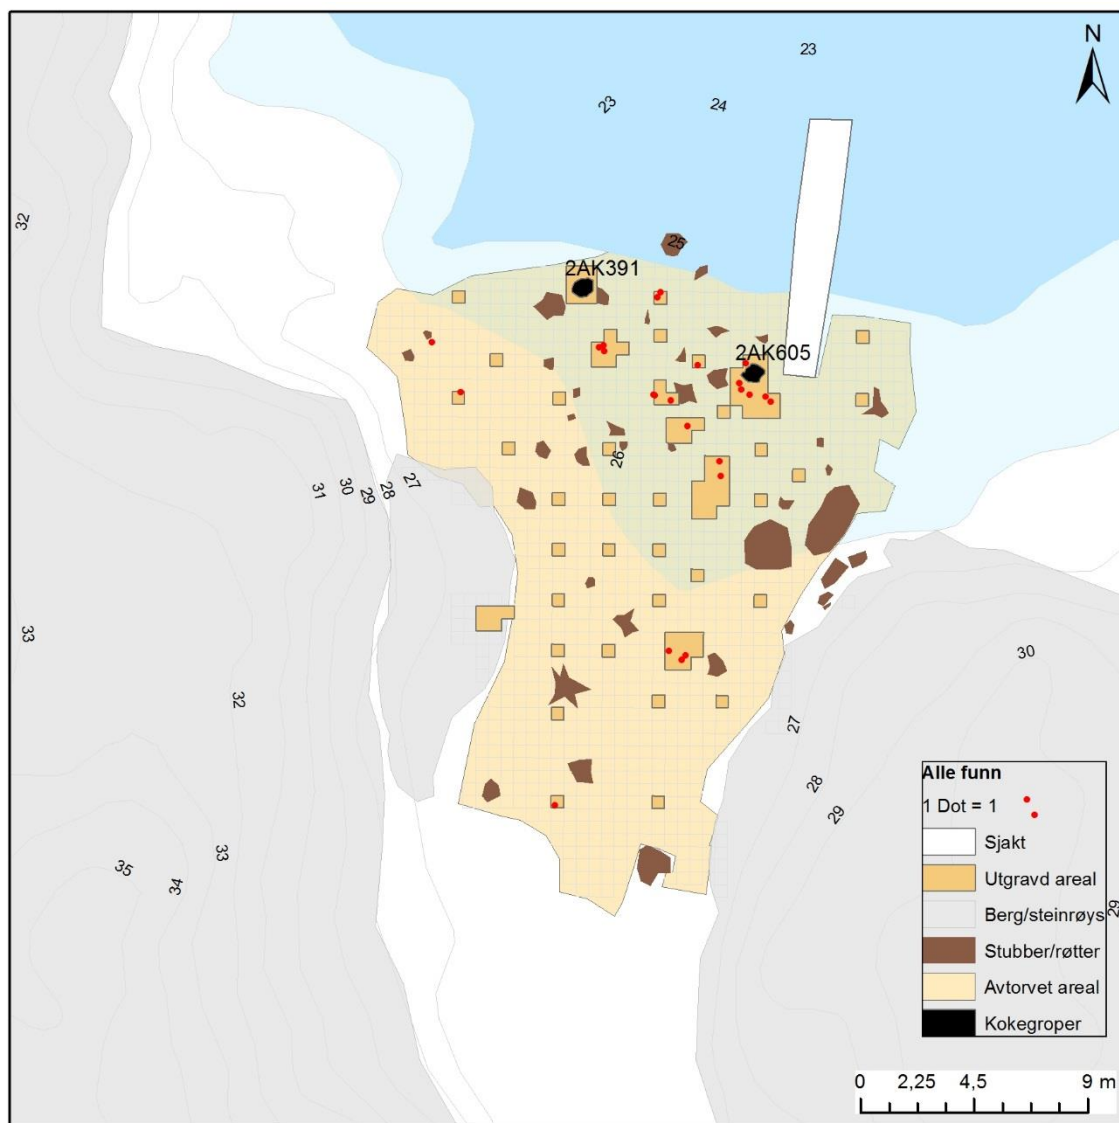 N
23
23
24
32
25
2AK391
2AK605
26
31
30
29
28
27
33
32
30
27
28
29
33
34
35
29
Alle funn
1 Dot = 1
Sjakt
Utgravd areal
Berg/steinrøys
Stubber/røtter
Avtorvet areal
Kokegroper
0 2,25 4,5 9 m